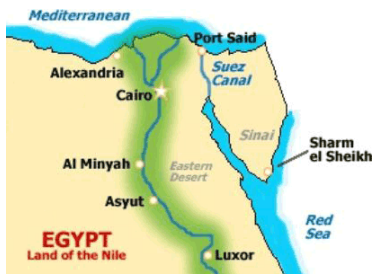 Mediterranean
Port Said
Alexandria
Suez
Canal
Cairo
Sinai
Sharm
el Sheikh
Al Minyah
Eastern
Desert
Asyut
Red
Sea
EGYPT
Land of the Nile
Luxor